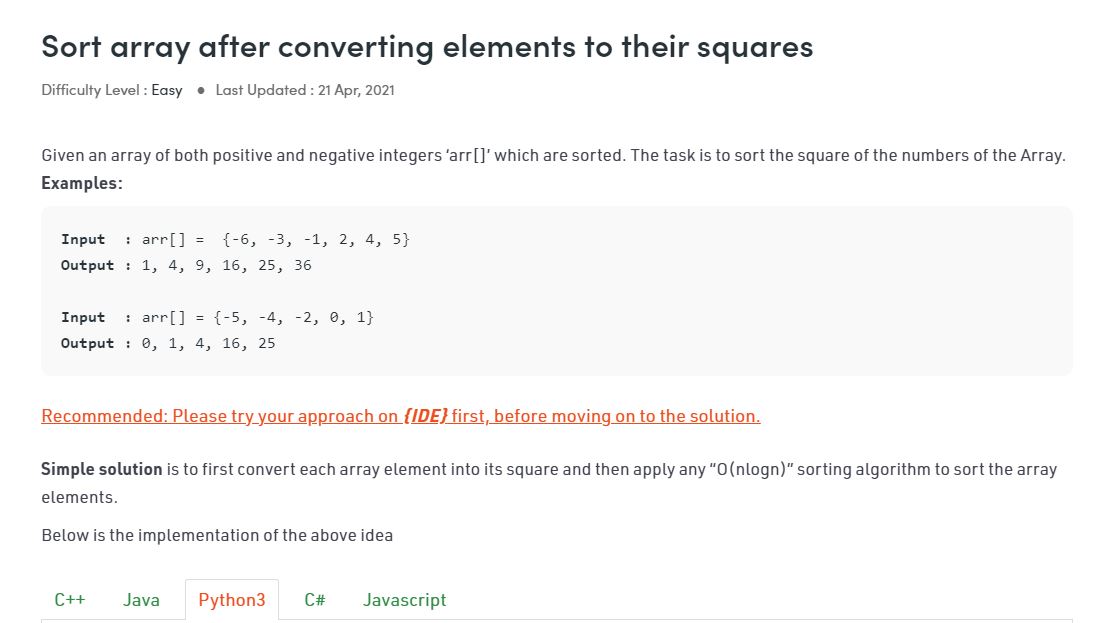 Sort array after converting elements to their squares
Difficulty Level : Easy ● Last Updated : 21 Apr, 2021
Given an array of both positive and negative integers ‘arr[]’ which are sorted. The task is to sort the square of the numbers of the Array.
Examples:
Input : arr[] = {-6, -3, -1, 2, 4, 5}
Output : 1, 4, 9, 16, 25, 36
Input : arr[] = {-5, -4, -2, 0, 1}
Output : 0, 1, 4, 16, 25
Recommended: Please try your approach on {IDE} first, before moving on to the solution.
Simple solution is to first convert each array element into its square and then apply any “O(nlogn)” sorting algorithm to sort the array
elements.
Below is the implementation of the above idea
C++ Java Python3 C# Javascript